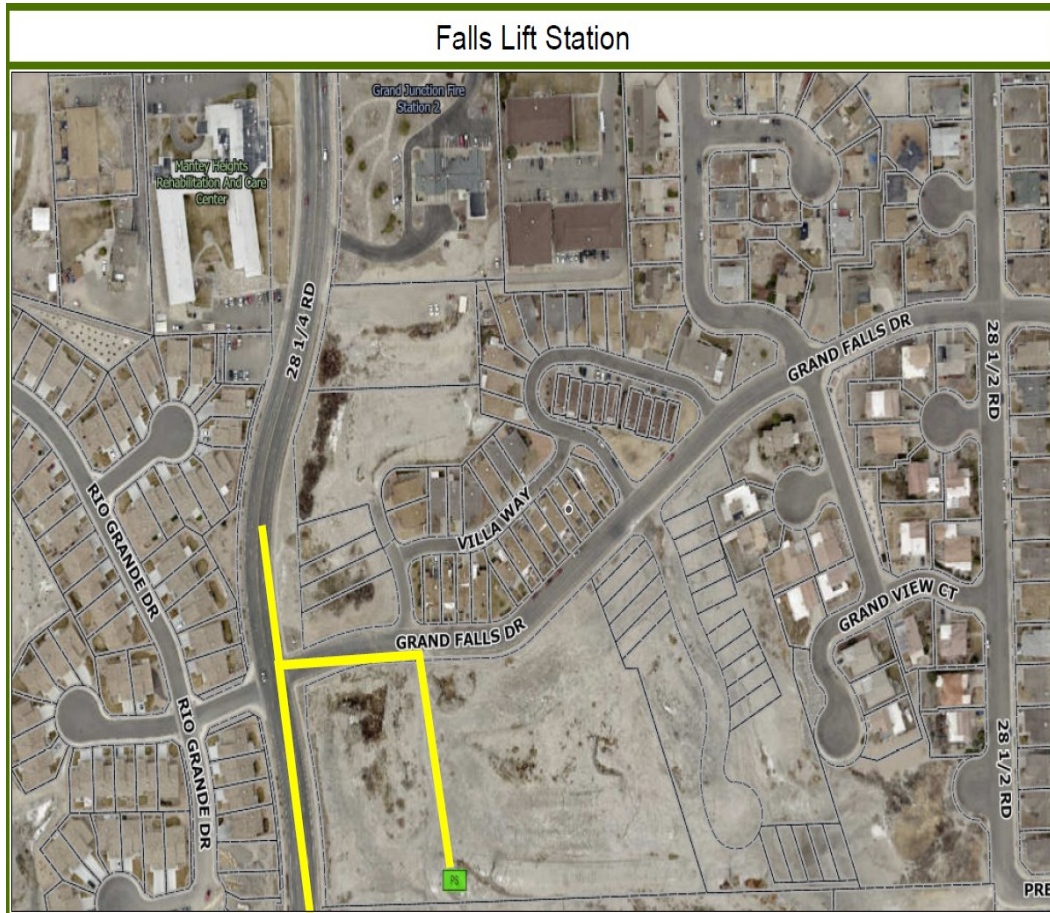 Falls Lift Station
Grand Junction Fire
Station 2
Mantey Heights
Rehabilitation And Care
Center
28 1/4 RD
GRAND FALLS DR
28 1/2 RD
RIO GRANDE DR
VILLA WAY
GRAND VIEW CT
GRAND FALLS DR
RIO GRANDE DR
28 1/2 RD
PS
PRE